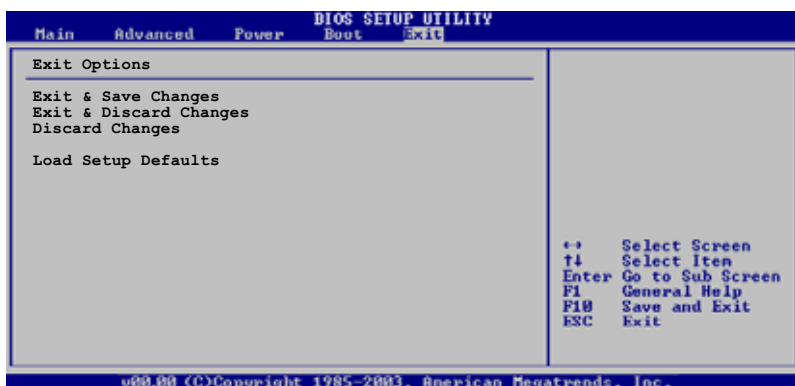 BIOS SETUP UTILITY
Main Advanced Power Boot Exit
Exit Options
Exit & Save Changes
Exit & Discard Changes
Discard Changes
Load Setup Defaults
↔ Select Screen
↑↓ Select Item
Enter Go to Sub Screen
F1 General Help
F10 Save and Exit
ESC Exit
v00.00 (C)Copyright 1985-2003, American Megatrends, Inc.